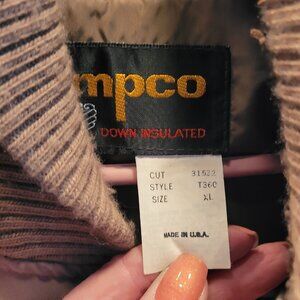 mpco
DOWN INSULATED
CUT 31522
STYLE T360
SIZE XL
MADE IN U.S.A.